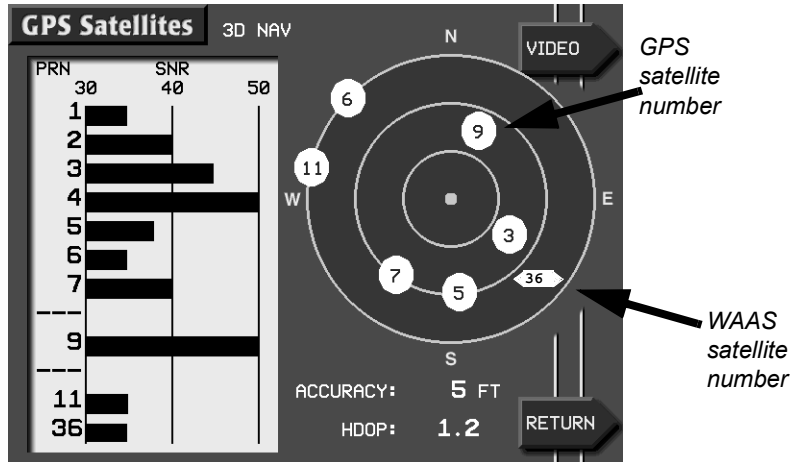 GPS Satellites 3D NAV
PRN SNR
30 40 50
1
2
3
4
5
6
7
----
9
----
11
36
N
W
E
S
6
9
11
3
7
5
36
ACCURACY: 5 FT
HDOP: 1.2
VIDEO
RETURN
GPS
satellite
number
WAAS
satellite
number